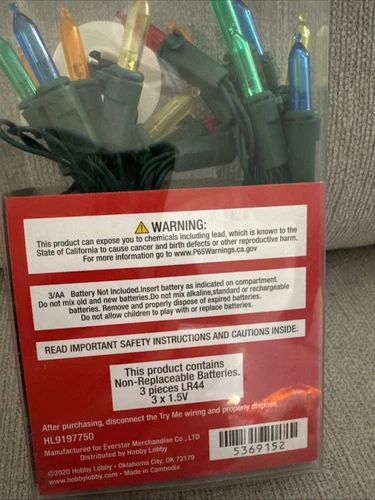 ⚠ WARNING:
This product can expose you to chemicals including lead, which is known to the
State of California to cause cancer and birth defects or other reproductive harm.
For more information go to www.P65Warnings.ca.gov
3/AA Battery Not Included.Insert battery as indicated on compartment.
Do not mix old and new batteries.Do not mix alkaline,standard or rechargeable
batteries. Remove and properly dispose of expired batteries.
Do not allow children to play with or replace batteries.
READ IMPORTANT SAFETY INSTRUCTIONS AND CAUTIONS INSIDE.
This product contains
Non-Replaceable Batteries.
3 pieces LR44
3 x 1.5V
After purchasing, disconnect the Try Me wiring and properly dispose.
HL9197750
Manufactured for Everstar Merchandise Co., LTD
Distributed by Hobby Lobby
5369152
©2020 Hobby Lobby • Oklahoma City, OK 73179
www.hobbylobby.com • Made in Cambodia